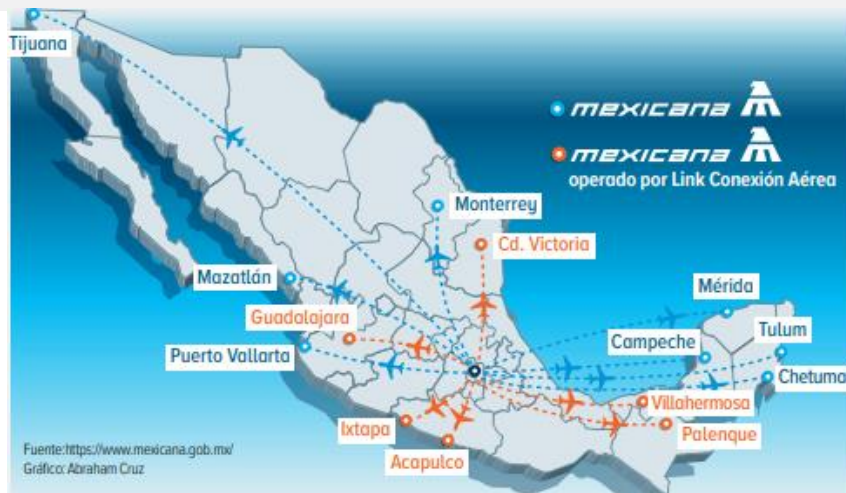 Tijuana
mexicana
mexicana
operado por Link Conexión Aérea
Monterrey
Cd. Victoria
Mazatlán
Mérida
Guadalajara
Tulum
Puerto Vallarta
Campeche
Chetuma
Villahermosa
Ixtapa
Palenque
Acapulco
Fuente:https://www.mexicana.gob.mx/
Gráfico: Abraham Cruz